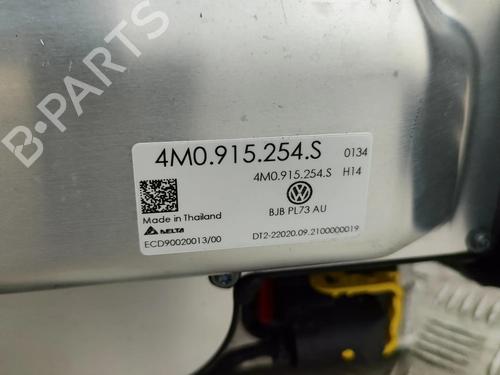 B-PARTS
4M0.915.254.S 0134
4M0.915.254.S H14
BJB PL73 AU
Made in Thailand
DELTA
ECD90020013/00 DT2-22020.09.2100000019